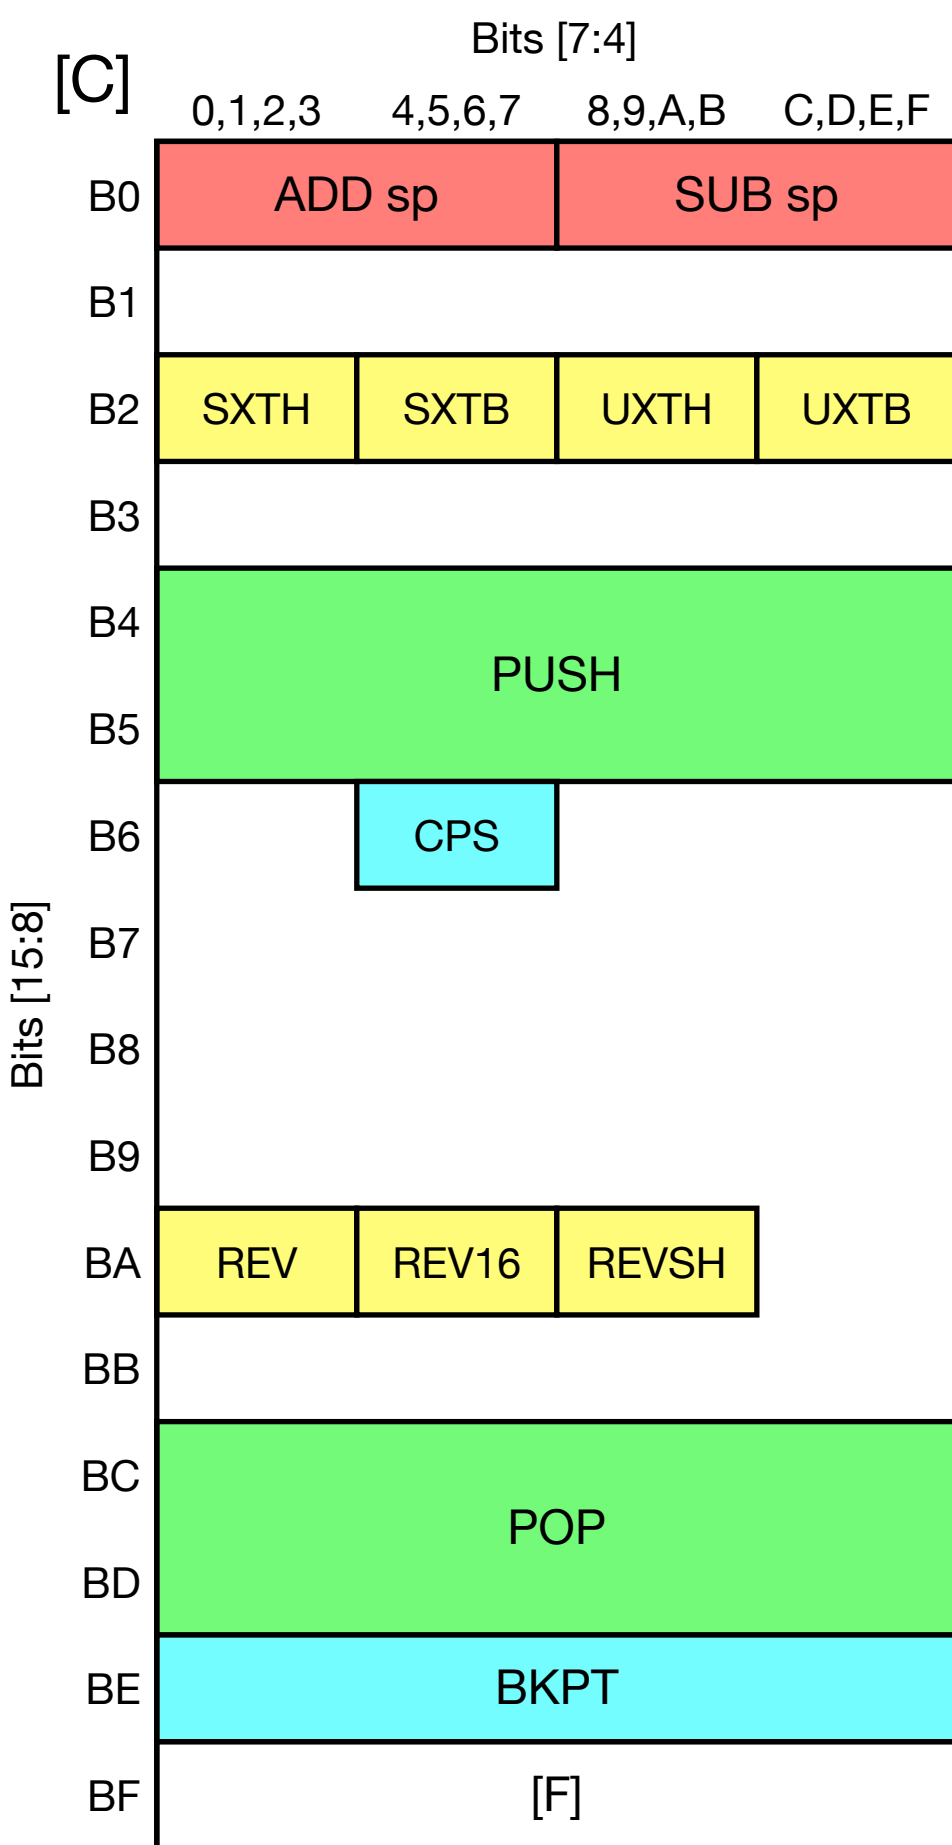 Bits [7:4]
[C]
0,1,2,3 4,5,6,7 8,9,A,B C,D,E,F
B0 ADD sp SUB sp
B1
B2 SXTH SXTB UXTH UXTB
B3
B4
PUSH
B5
B6 CPS
B7
Bits [15:8]
B8
B9
BA REV REV16 REVSH
BB
BC
POP
BD
BE BKPT
BF [F]